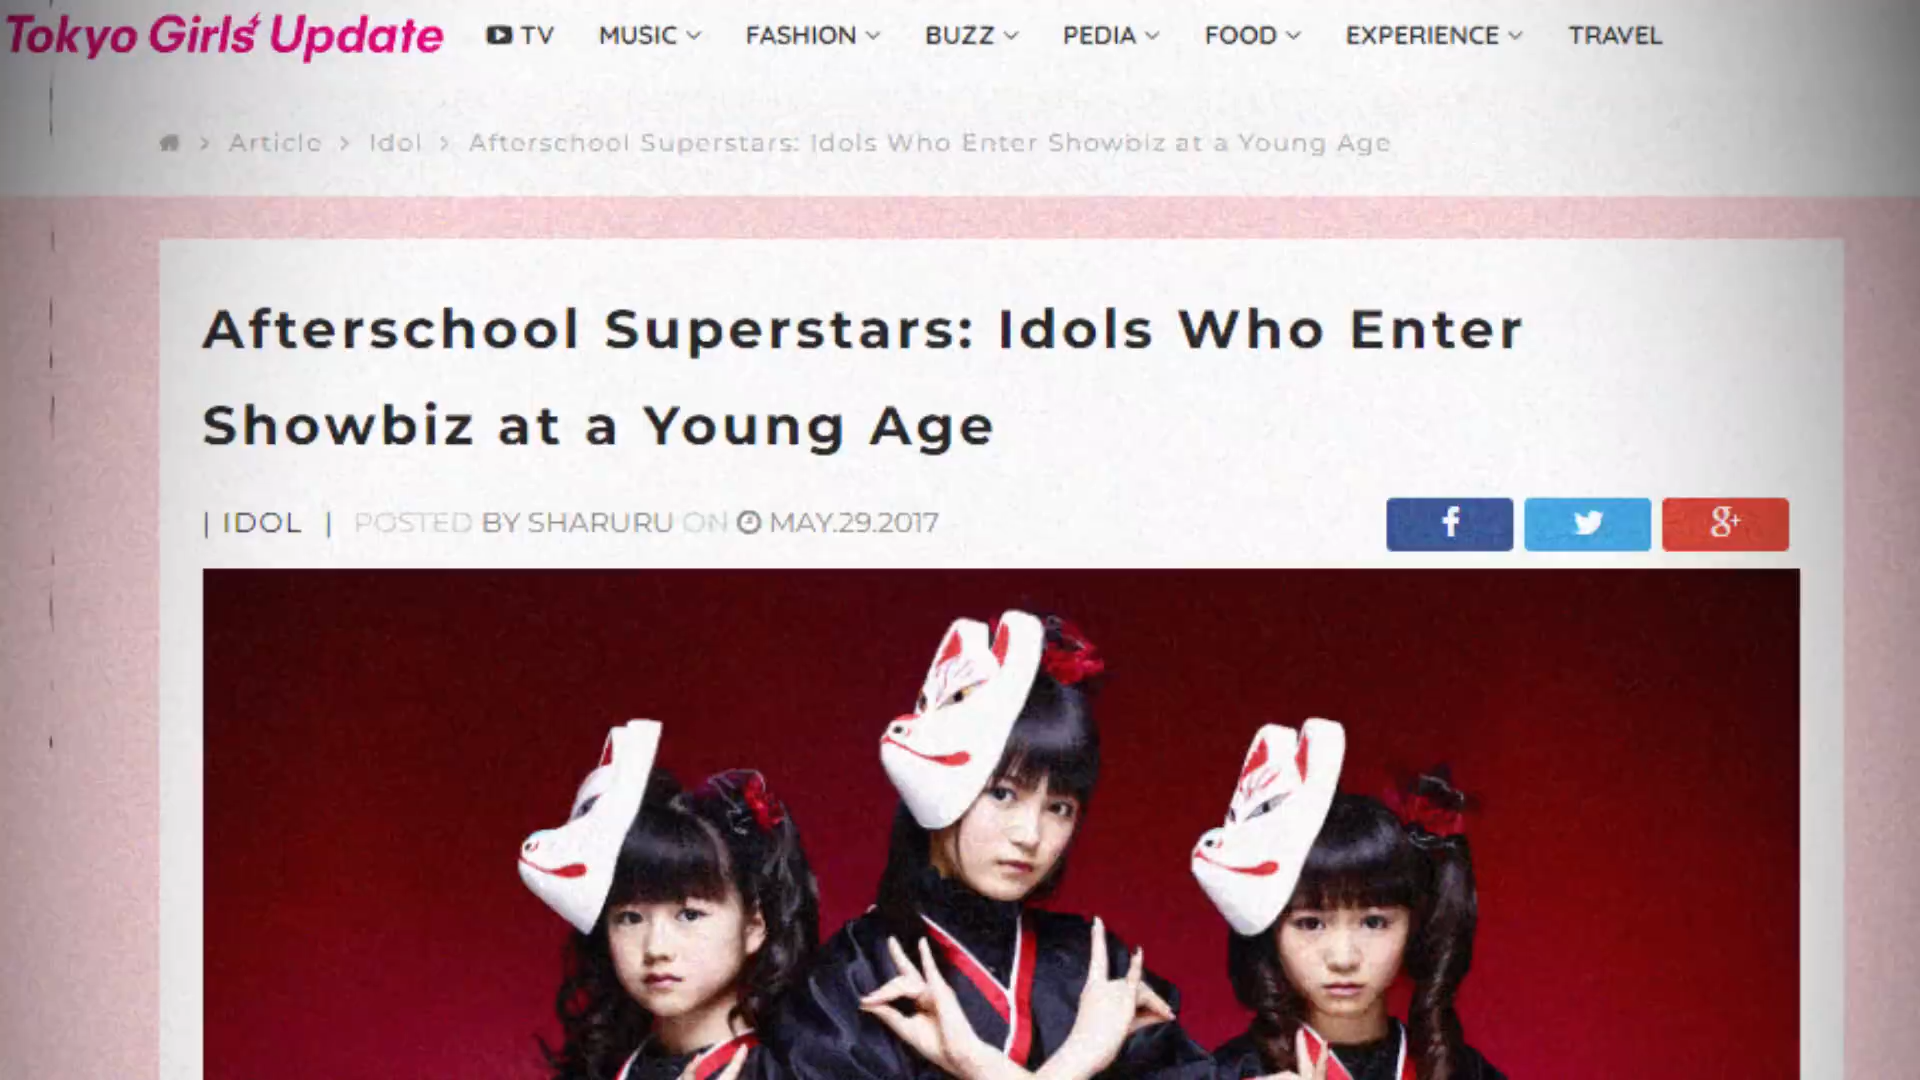 Tokyo Girls' Update
TV MUSIC FASHION BUZZ PEDIA FOOD EXPERIENCE TRAVEL
Article > Idol > Afterschool Superstars: Idols Who Enter Showbiz at a Young Age
Afterschool Superstars: Idols Who Enter
Showbiz at a Young Age
| IDOL | POSTED BY SHARURU ON MAY.29.2017